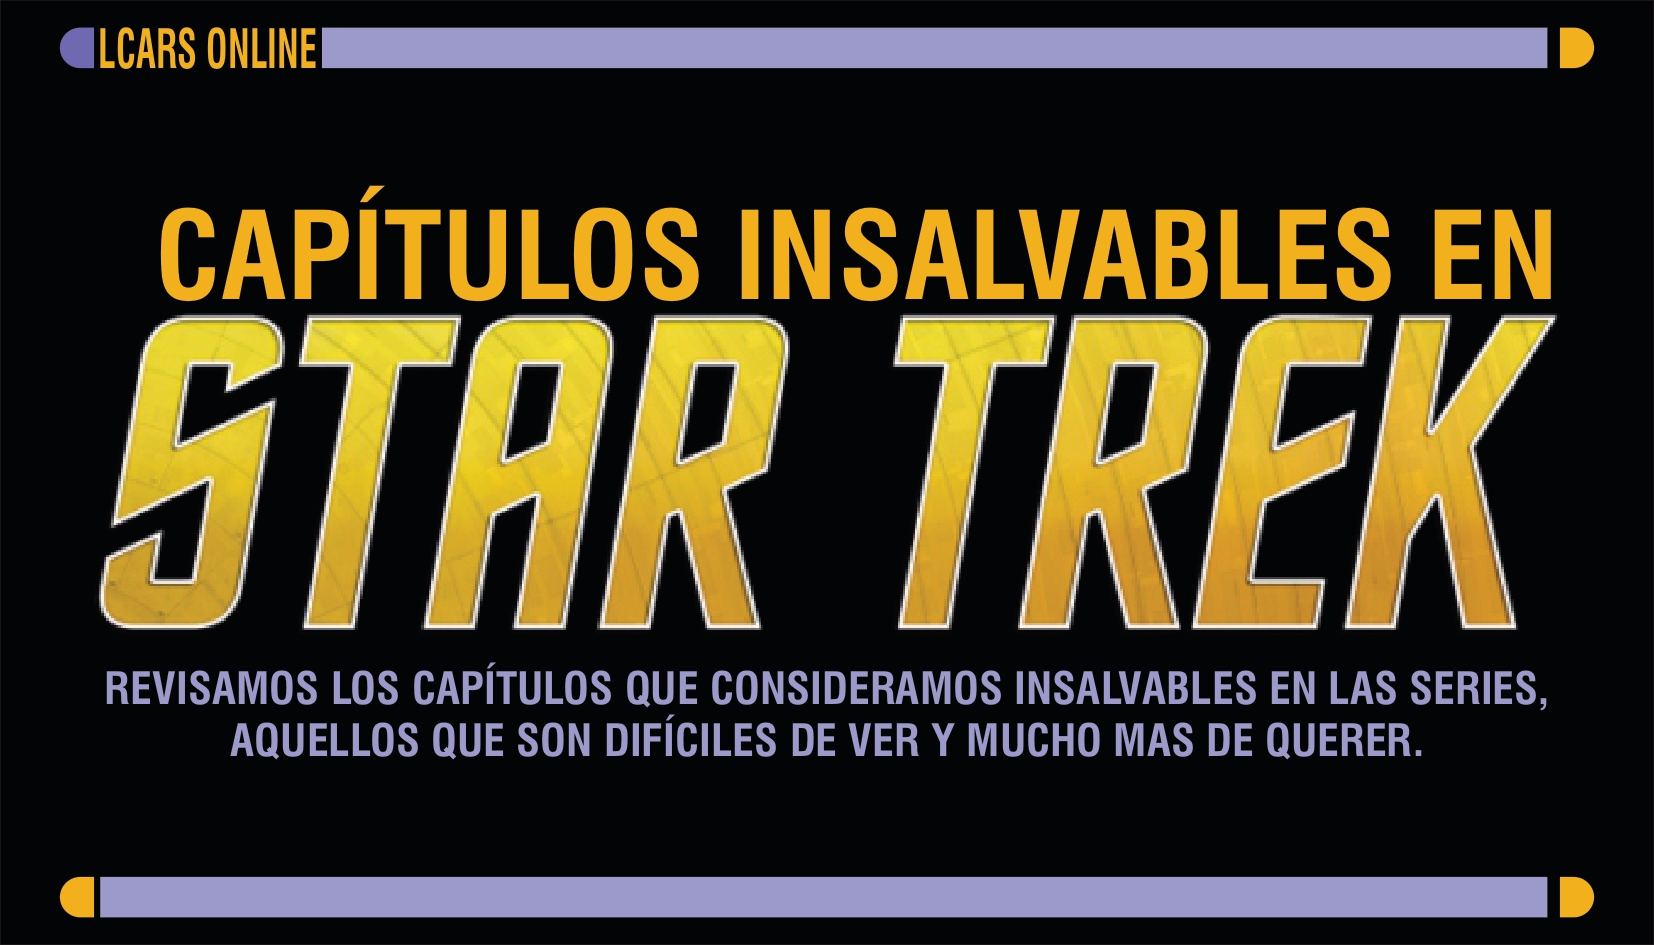 LCARS ONLINE
CAPÍTULOS INSALVABLES EN
STAR TREK
REVISAMOS LOS CAPÍTULOS QUE CONSIDERAMOS INSALVABLES EN LAS SERIES,
AQUELLOS QUE SON DIFÍCILES DE VER Y MUCHO MAS DE QUERER.